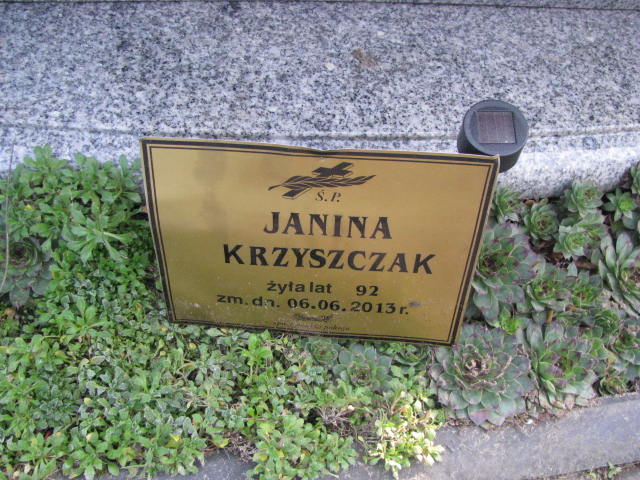 Ś.P.
JANINA
KRZYSZCZAK
żyła lat 92
zm. dn. 06.06.2013 r.